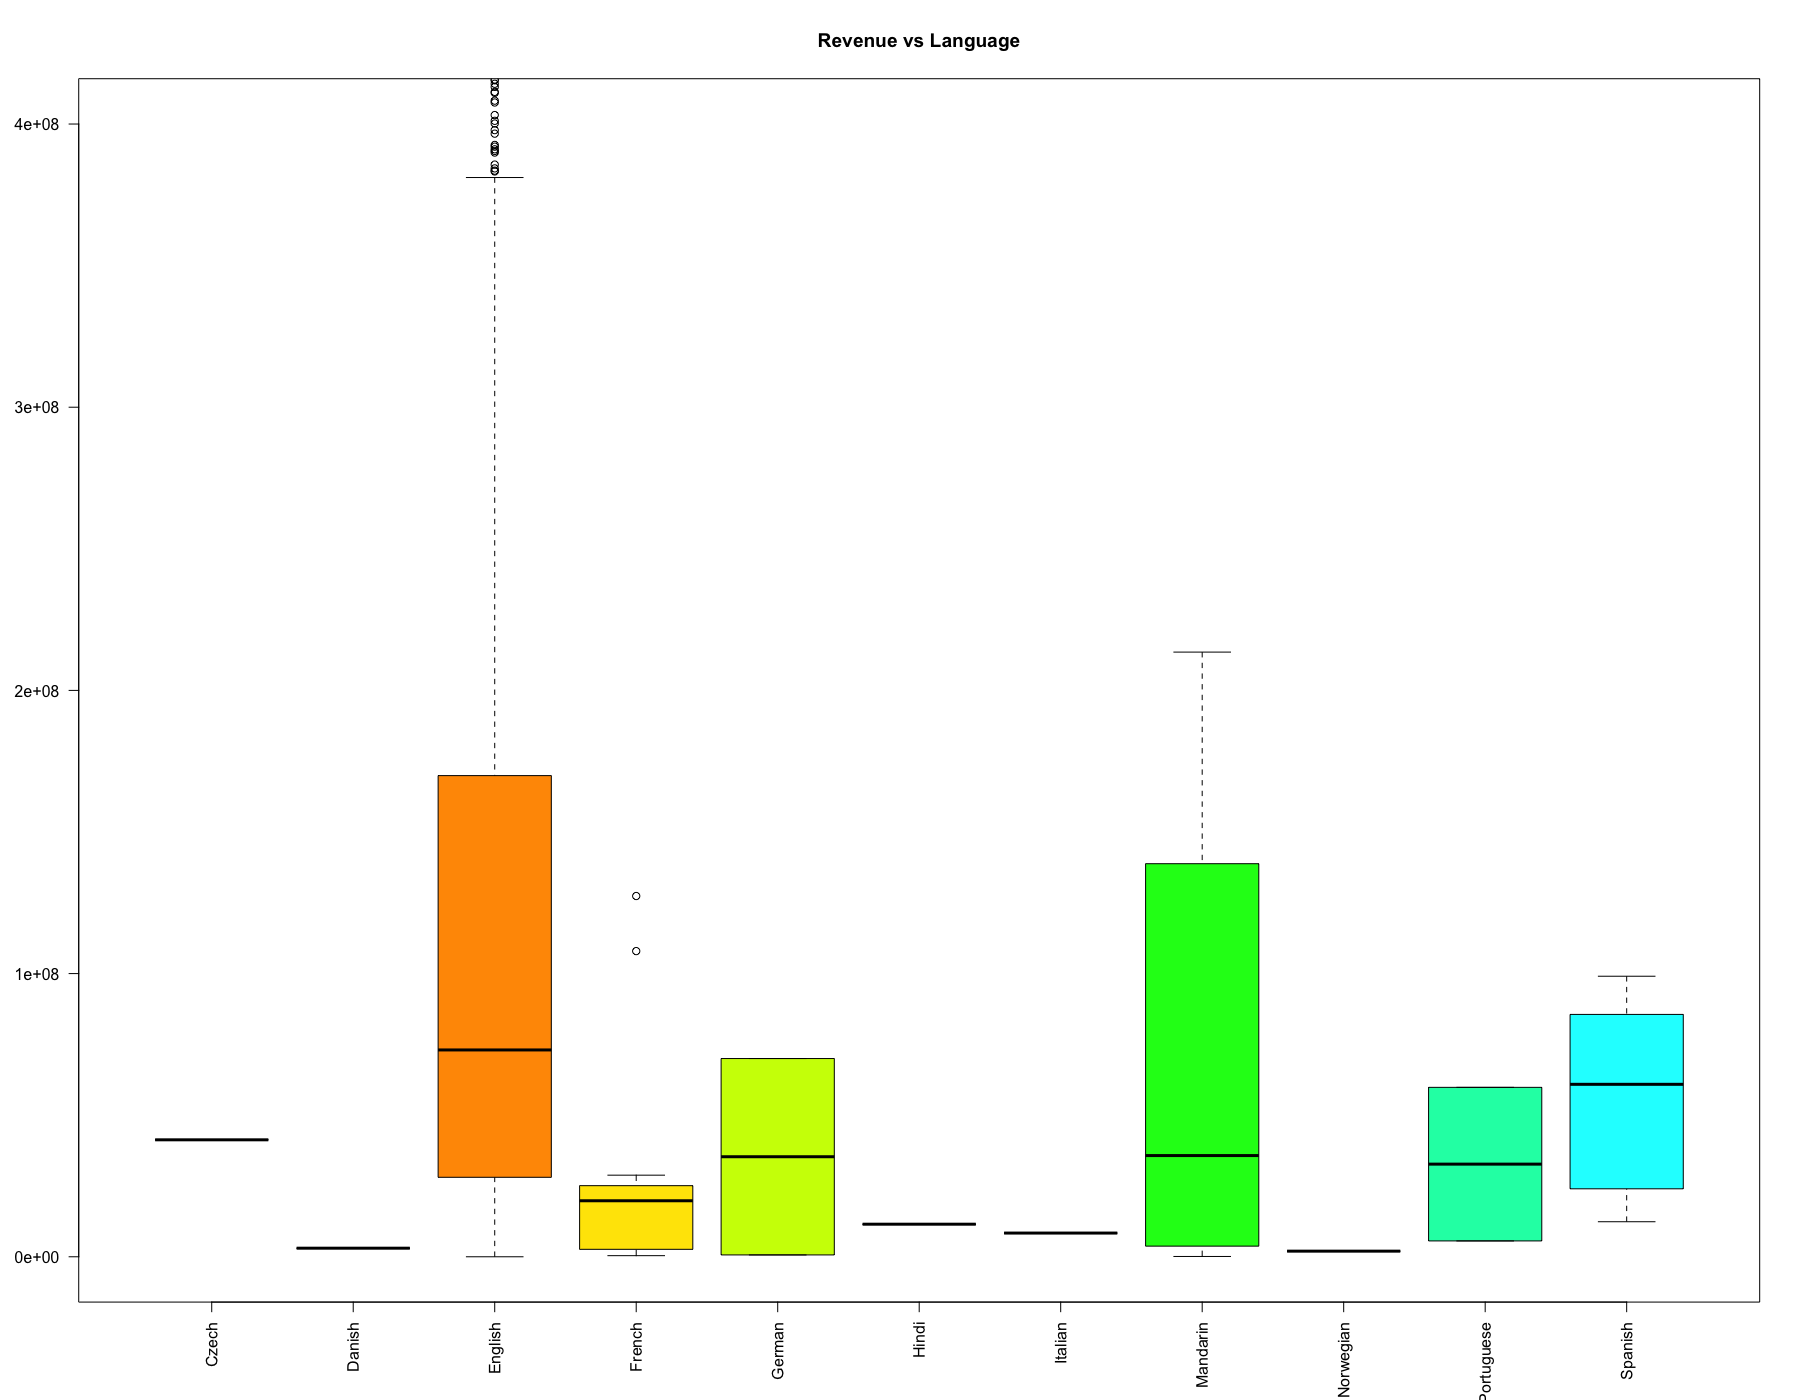 Revenue vs Language
4e+08
3e+08
2e+08
1e+08
0e+00
Czech
Danish
English
French
German
Hindi
Italian
Mandarin
Norwegian
Portuguese
Spanish